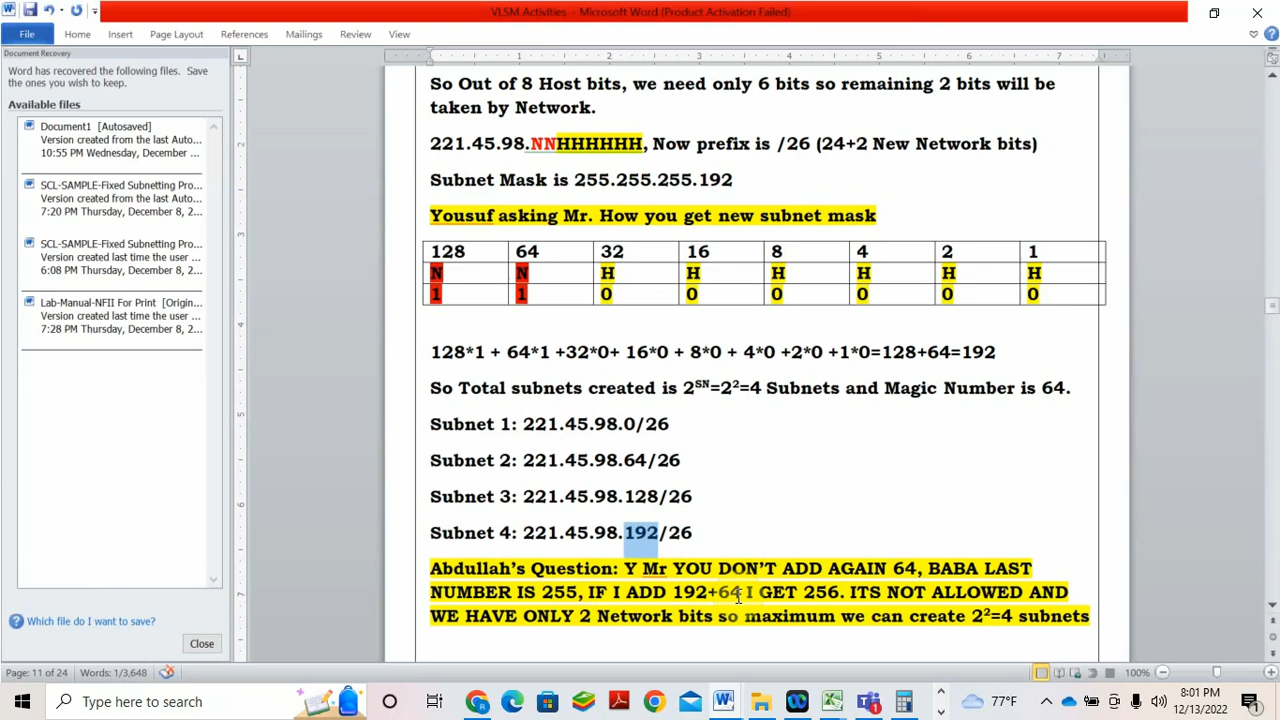 VLSM Activities - Microsoft Word (Product Activation Failed)
File Home Insert Page Layout References Mailings Review View
Document Recovery
Word has recovered the following files. Save
the ones you wish to keep.
Available files
Document1 [Autosaved]
Version created from the last Auto...
10:55 PM Wednesday, December ...
SCL-SAMPLE-Fixed Subnetting Pro...
Version created from the last Auto...
7:20 PM Thursday, December 8, 2...
SCL-SAMPLE-Fixed Subnetting Pro...
Version created last time the user ...
6:08 PM Thursday, December 8, 2...
Lab-Manual-NFII For Print [Origin...
Version created last time the user ...
7:28 PM Thursday, December 8, 2...
Which file do I want to save?
Close
So Out of 8 Host bits, we need only 6 bits so remaining 2 bits will be
taken by Network.
221.45.98.NNHHHHHH, Now prefix is /26 (24+2 New Network bits)
Subnet Mask is 255.255.255.192
Yousuf asking Mr. How you get new subnet mask
128 64 32 16 8 4 2 1
N N H H H H H H
1 1 0 0 0 0 0 0
128*1 + 64*1 +32*0+ 16*0 + 8*0 + 4*0 +2*0 +1*0=128+64=192
So Total subnets created is 2SN=22=4 Subnets and Magic Number is 64.
Subnet 1: 221.45.98.0/26
Subnet 2: 221.45.98.64/26
Subnet 3: 221.45.98.128/26
Subnet 4: 221.45.98.192/26
Abdullah's Question: Y Mr YOU DON'T ADD AGAIN 64, BABA LAST
NUMBER IS 255, IF I ADD 192+64 I GET 256. ITS NOT ALLOWED AND
WE HAVE ONLY 2 Network bits so maximum we can create 22=4 subnets
Page: 11 of 24 Words: 1/3,648 100%
Type here to search
77°F
8:01 PM
12/13/2022